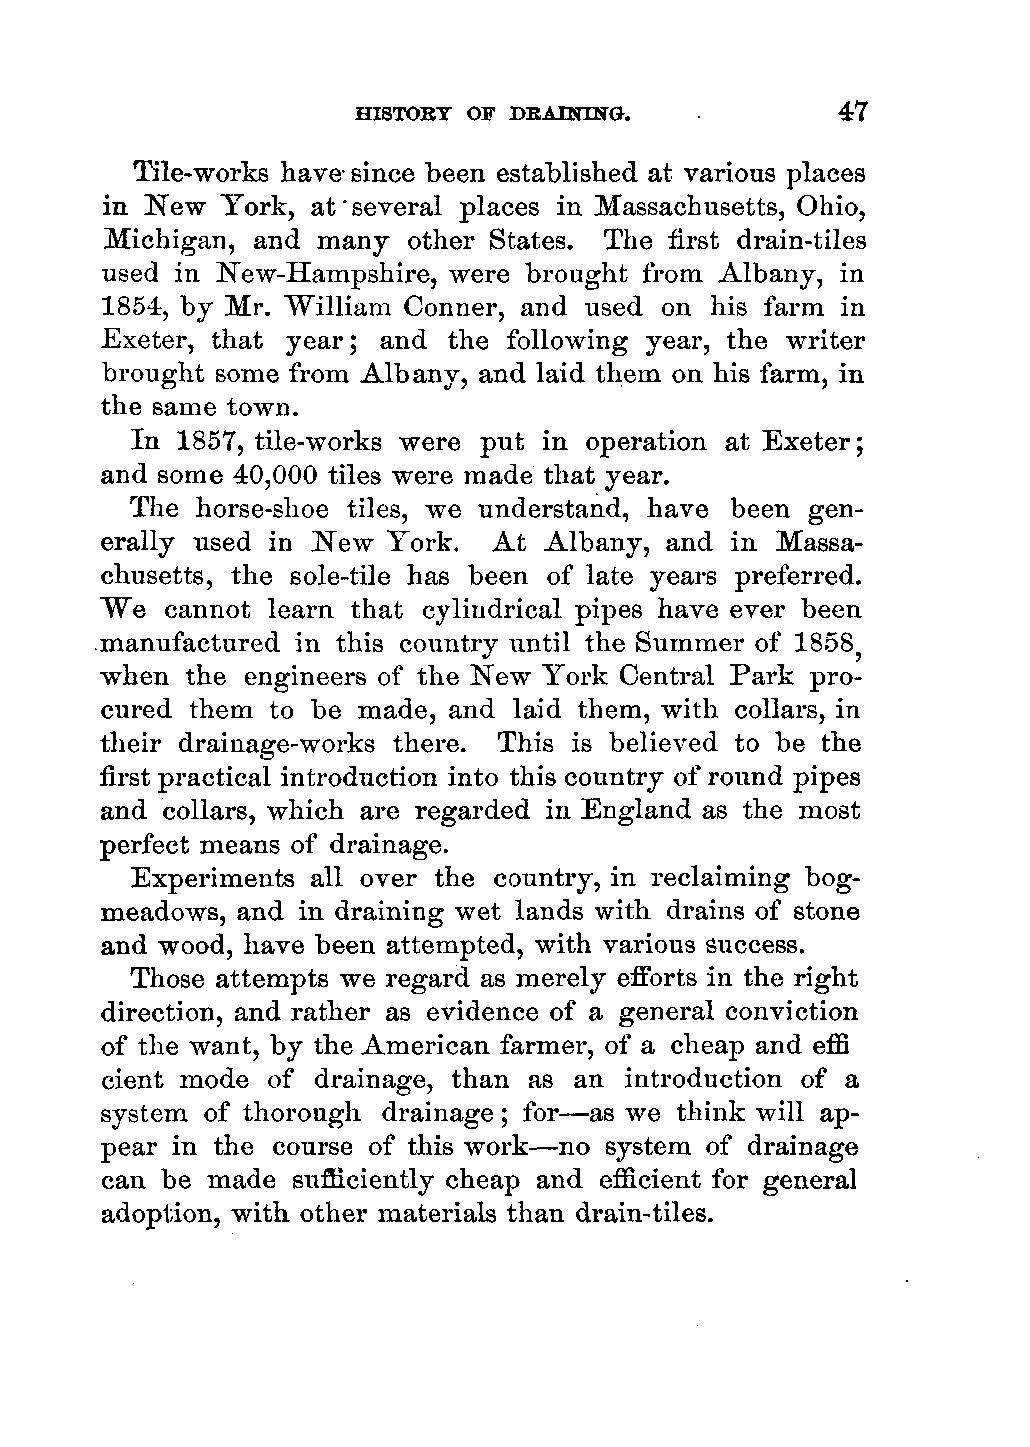 HISTORY OF DRAINING. 47
Tile-works have since been established at various places
in New York, at several places in Massachusetts, Ohio,
Michigan, and many other States. The first drain-tiles
used in New-Hampshire, were brought from Albany, in
1854, by Mr. William Conner, and used on his farm in
Exeter, that year; and the following year, the writer
brought some from Albany, and laid them on his farm, in
the same town.
In 1857, tile-works were put in operation at Exeter;
and some 40,000 tiles were made that year.
The horse-shoe tiles, we understand, have been gen-
erally used in New York. At Albany, and in Massa-
chusetts, the sole-tile has been of late years preferred.
We cannot learn that cylindrical pipes have ever been
manufactured in this country until the Summer of 1858,
when the engineers of the New York Central Park pro-
cured them to be made, and laid them, with collars, in
their drainage-works there. This is believed to be the
first practical introduction into this country of round pipes
and collars, which are regarded in England as the most
perfect means of drainage.
Experiments all over the country, in reclaiming bog-
meadows, and in draining wet lands with drains of stone
and wood, have been attempted, with various success.
Those attempts we regard as merely efforts in the right
direction, and rather as evidence of a general conviction
of the want, by the American farmer, of a cheap and effi
cient mode of drainage, than as an introduction of a
system of thorough drainage; for—as we think will ap-
pear in the course of this work—no system of drainage
can be made sufficiently cheap and efficient for general
adoption, with other materials than drain-tiles.